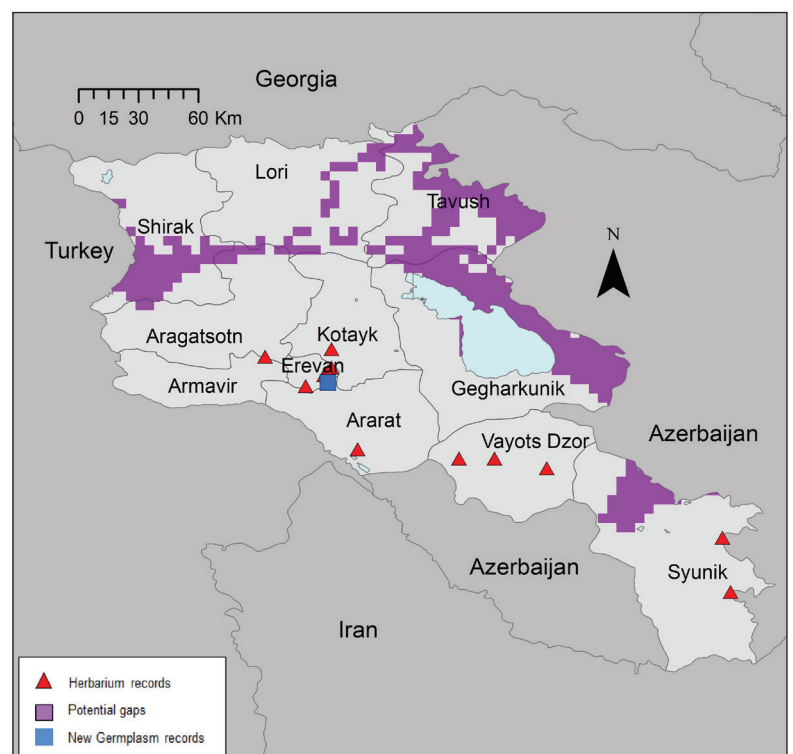 Georgia
0 15 30 60 Km
Lori
Tavush
Shirak
Turkey
N
Kotayk
Aragatsotn
Erevan
Armavir
Gegharkunik
Ararat
Vayots Dzor
Azerbaijan
Azerbaijan
Syunik
Iran
Herbarium records
Potential gaps
New Germplasm records